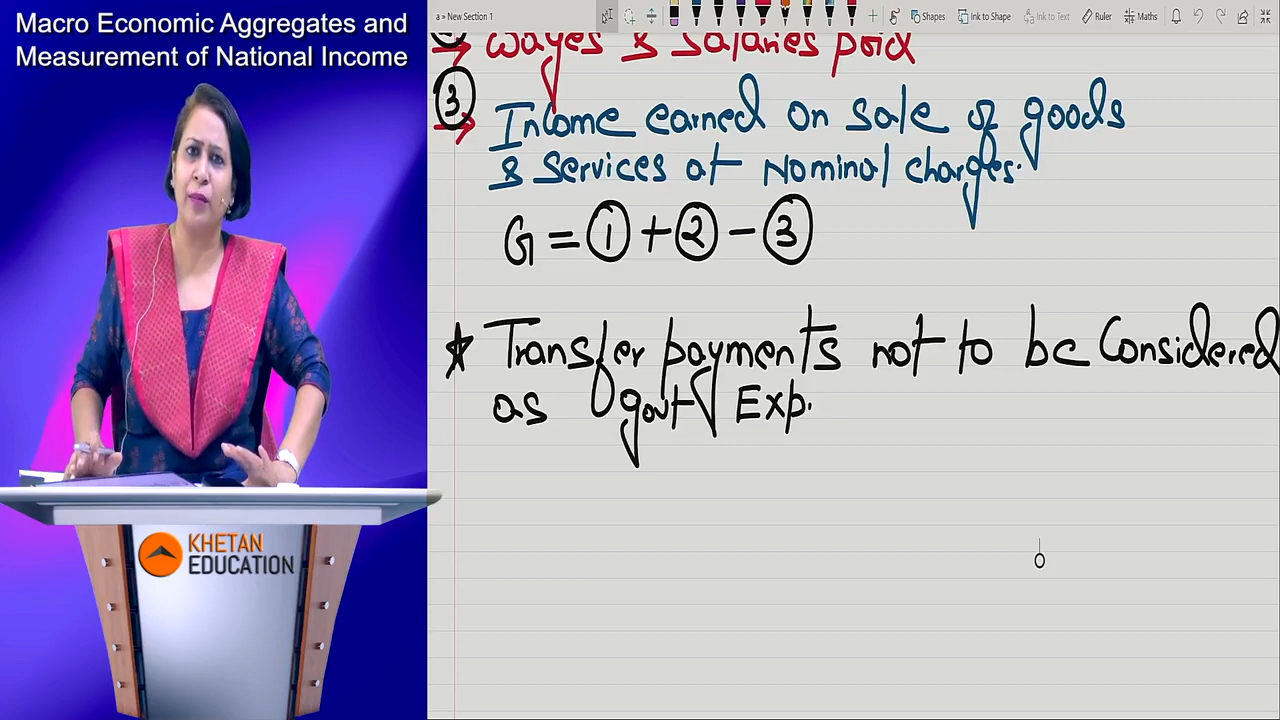 Macro Economic Aggregates and
Measurement of National Income
KHETAN
EDUCATION
a » New Section 1
Shapes Ink to Shape Ink to Text Ruler Maths
→ Wages & Salaries paid
③ → Income earned on sale of goods
& Services at Nominal charges.
G = ① + ② - ③
★ Transfer payments not to be Considered
as govt Exp.